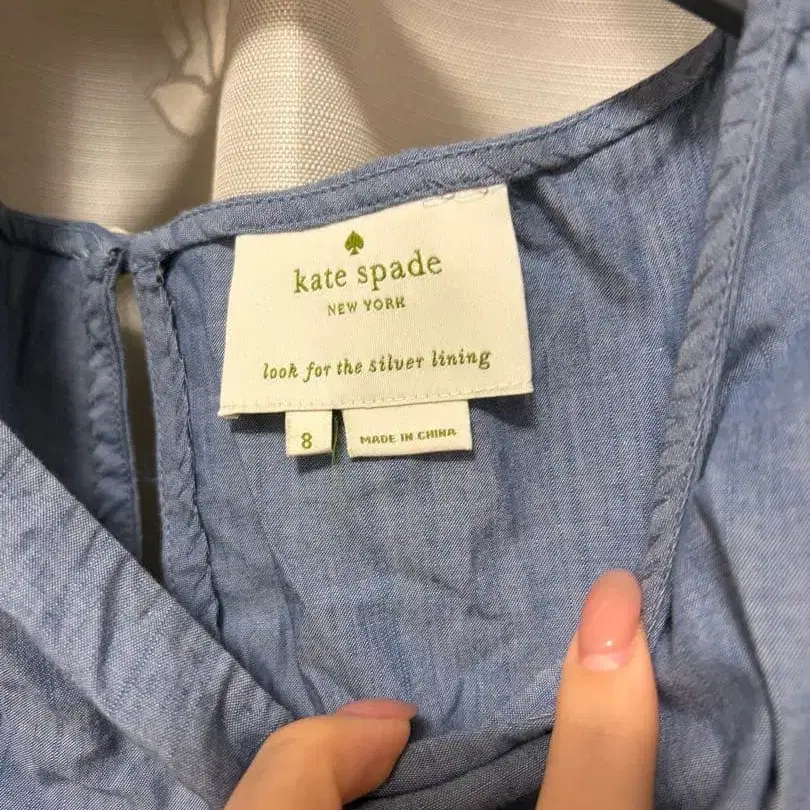 kate spade
NEW YORK
look for the silver lining
8
MADE IN CHINA